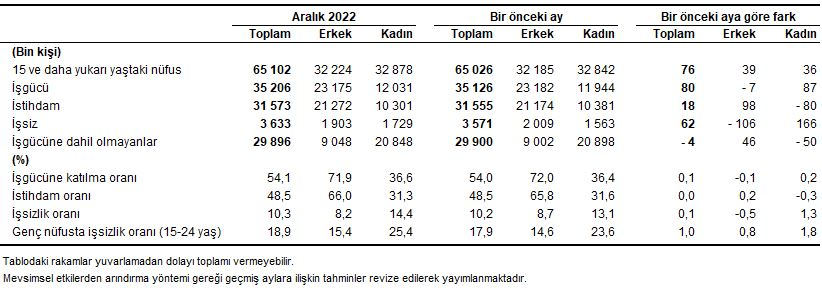 Aralık 2022 Bir önceki ay Bir önceki aya göre fark
Toplam Erkek Kadın Toplam Erkek Kadın Toplam Erkek Kadın
(Bin kişi)
15 ve daha yukarı yaştaki nüfus 65 102 32 224 32 878 65 026 32 185 32 842 76 39 36
İşgücü 35 206 23 175 12 031 35 126 23 182 11 944 80 - 7 87
İstihdam 31 573 21 272 10 301 31 555 21 174 10 381 18 98 - 80
İşsiz 3 633 1 903 1 729 3 571 2 009 1 563 62 - 106 166
İşgücüne dahil olmayanlar 29 896 9 048 20 848 29 900 9 002 20 898 - 4 46 - 50
(%)
İşgücüne katılma oranı 54,1 71,9 36,6 54,0 72,0 36,4 0,1 -0,1 0,2
İstihdam oranı 48,5 66,0 31,3 48,5 65,8 31,6 0,0 0,2 -0,3
İşsizlik oranı 10,3 8,2 14,4 10,2 8,7 13,1 0,1 -0,5 1,3
Genç nüfusta işsizlik oranı (15-24 yaş) 18,9 15,4 25,4 17,9 14,6 23,6 1,0 0,8 1,8
Tablodaki rakamlar yuvarlamadan dolayı toplamı vermeyebilir.
Mevsimsel etkilerden arındırma yöntemi gereği geçmiş aylara ilişkin tahminler revize edilerek yayımlanmaktadır.